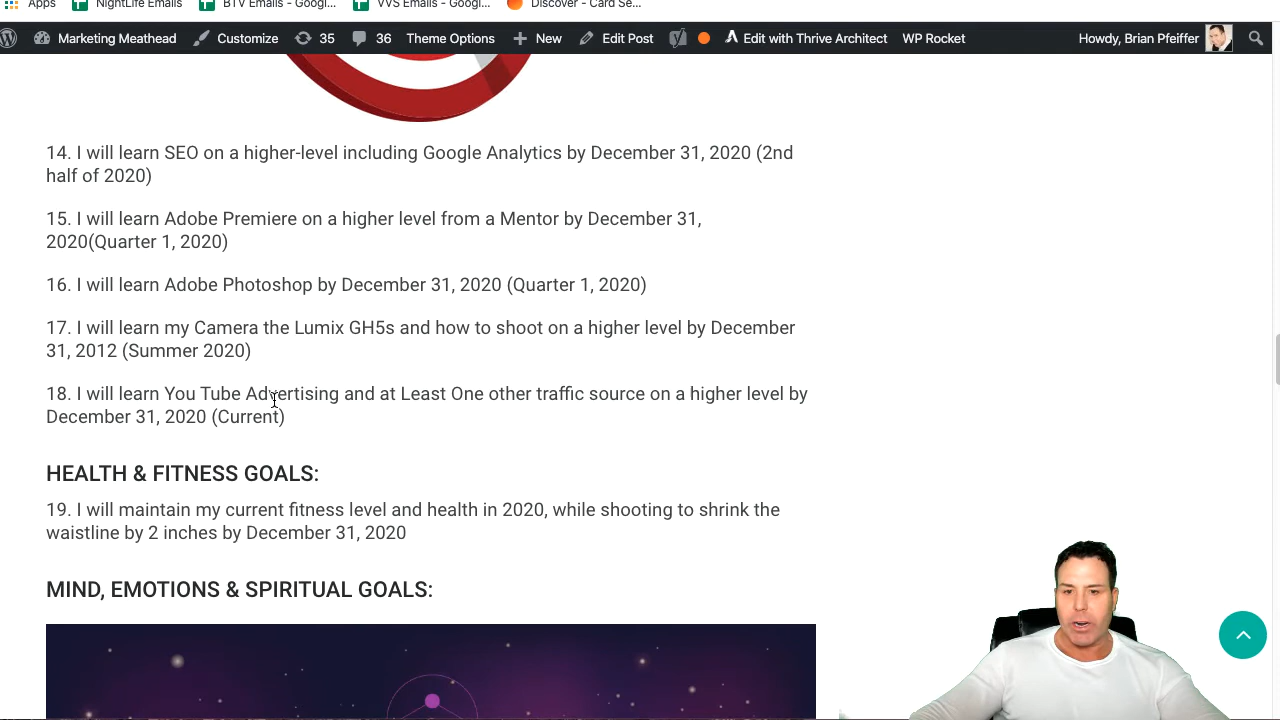 Apps NightLife Emails BTV Emails - Googl... VVS Emails - Googl... Discover - Card Se...
Marketing Meathead Customize 35 36 Theme Options New Edit Post Edit with Thrive Architect WP Rocket Howdy, Brian Pfeiffer
14. I will learn SEO on a higher-level including Google Analytics by December 31, 2020 (2nd
half of 2020)
15. I will learn Adobe Premiere on a higher level from a Mentor by December 31,
2020(Quarter 1, 2020)
16. I will learn Adobe Photoshop by December 31, 2020 (Quarter 1, 2020)
17. I will learn my Camera the Lumix GH5s and how to shoot on a higher level by December
31, 2012 (Summer 2020)
18. I will learn You Tube Advertising and at Least One other traffic source on a higher level by
December 31, 2020 (Current)
HEALTH & FITNESS GOALS:
19. I will maintain my current fitness level and health in 2020, while shooting to shrink the
waistline by 2 inches by December 31, 2020
MIND, EMOTIONS & SPIRITUAL GOALS: